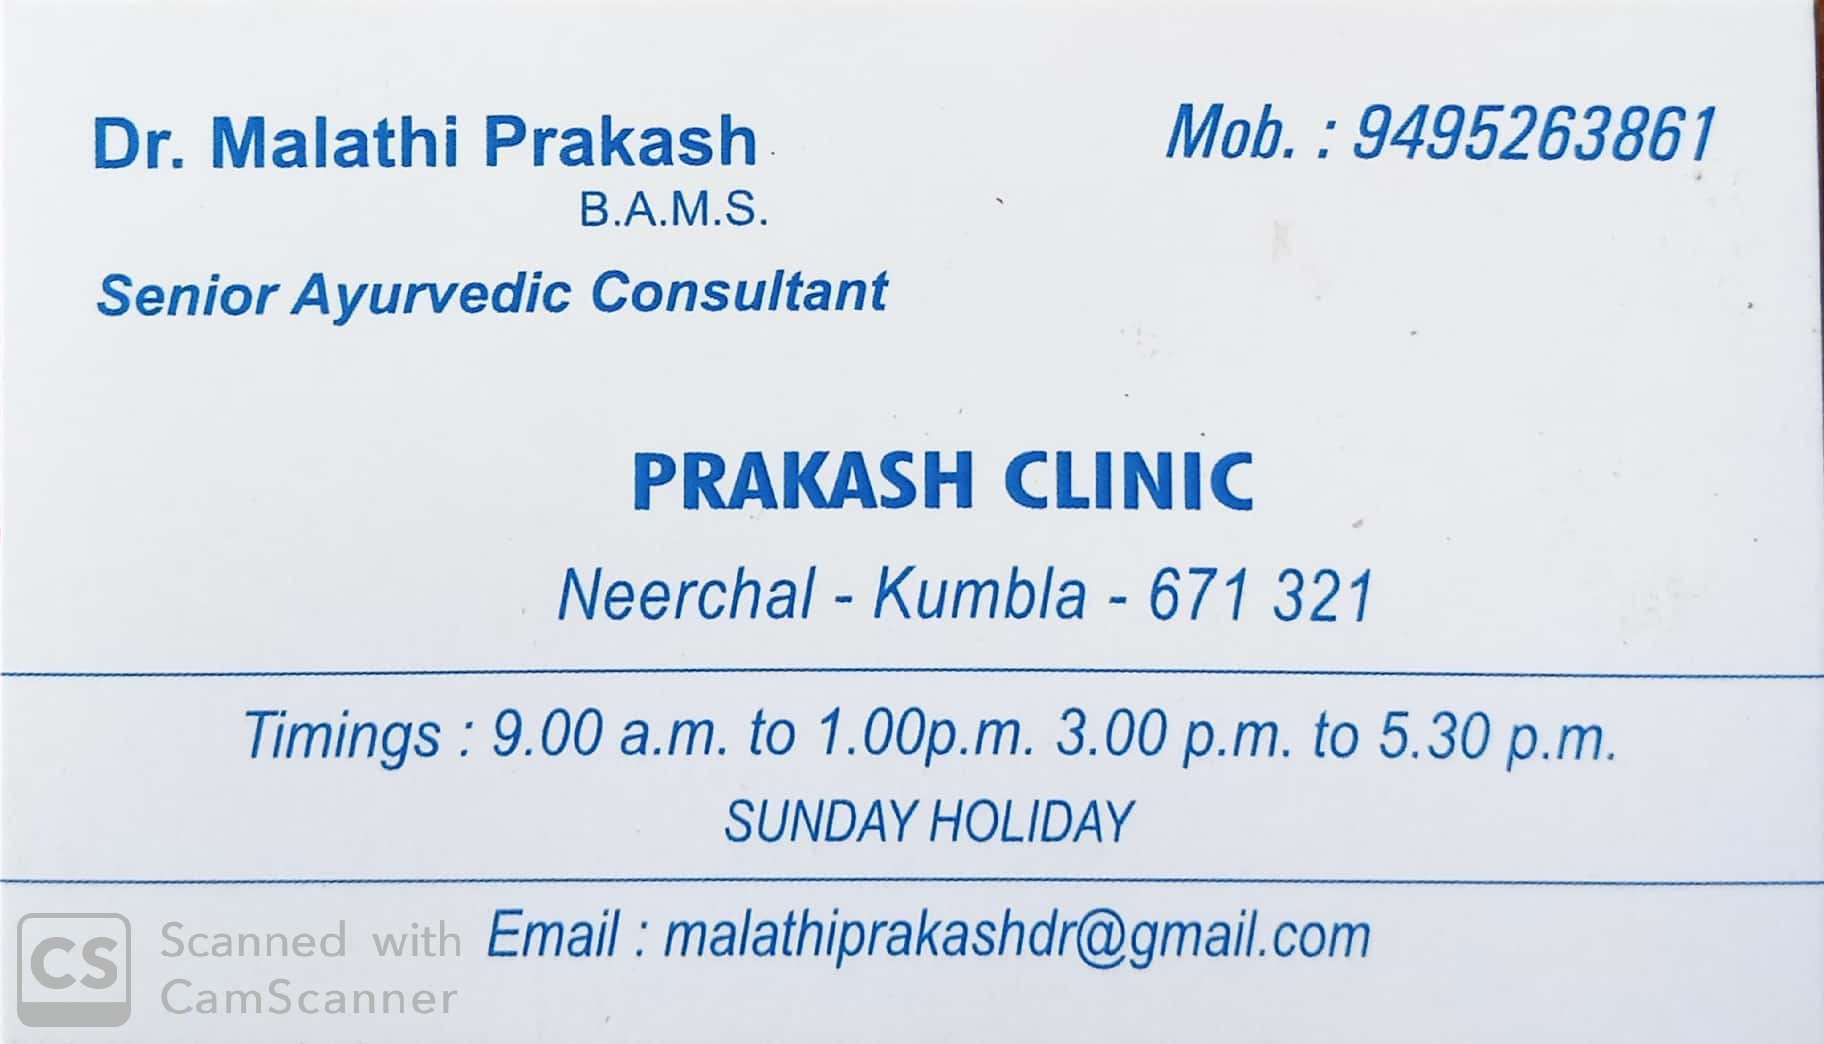 Dr. Malathi Prakash
B.A.M.S.
Senior Ayurvedic Consultant
Mob. : 9495263861
PRAKASH CLINIC
Neerchal - Kumbla - 671 321
Timings : 9.00 a.m. to 1.00p.m. 3.00 p.m. to 5.30 p.m.
SUNDAY HOLIDAY
Email : malathiprakashdr@gmail.com
CS Scanned with
CamScanner